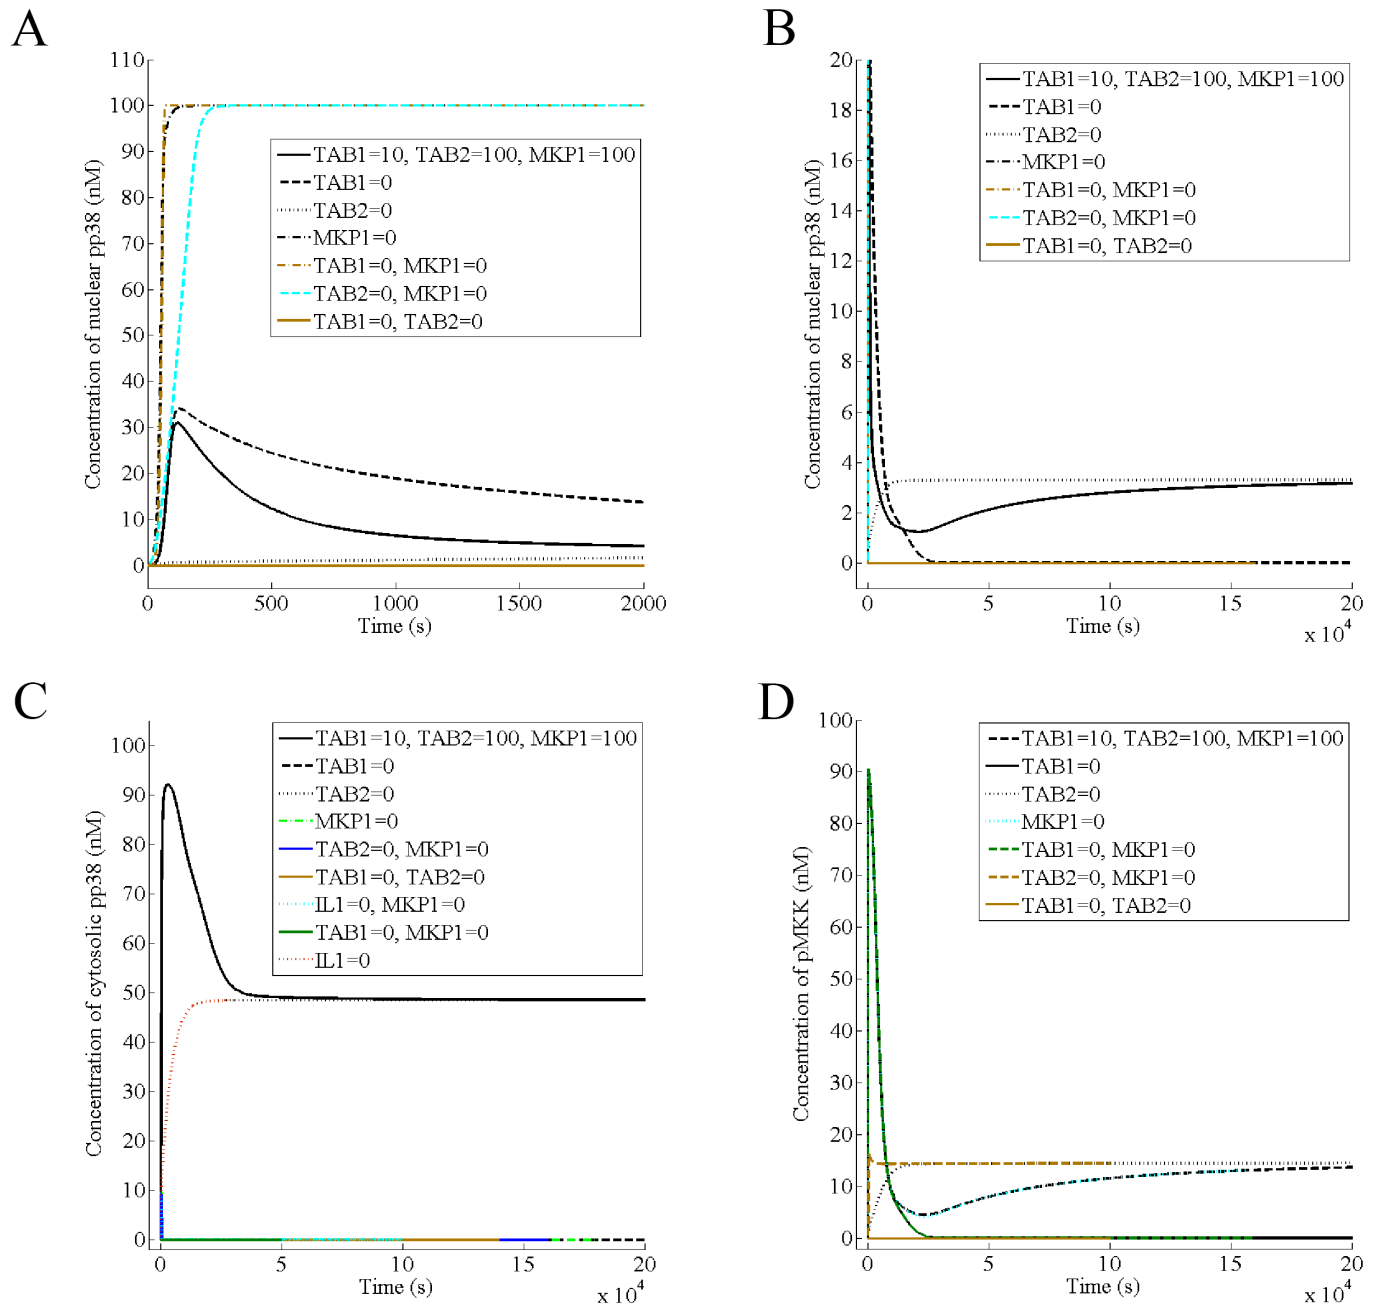 A
Concentration of nuclear pp38 (nM)
110
100
90
80
70
60
50
40
30
20
10
0
TAB1=10, TAB2=100, MKP1=100
TAB1=0
TAB2=0
MKP1=0
TAB1=0, MKP1=0
TAB2=0, MKP1=0
TAB1=0, TAB2=0
0 500 1000 1500 2000
Time (s)
B
Concentration of nuclear pp38 (nM)
20
18
16
14
12
10
8
6
4
2
0
TAB1=10, TAB2=100, MKP1=100
TAB1=0
TAB2=0
MKP1=0
TAB1=0, MKP1=0
TAB2=0, MKP1=0
TAB1=0, TAB2=0
0 5 10 15 20
Time (s)
x 10^4
C
Concentration of cytosolic pp38 (nM)
100
90
80
70
60
50
40
30
20
10
0
TAB1=10, TAB2=100, MKP1=100
TAB1=0
TAB2=0
MKP1=0
TAB2=0, MKP1=0
TAB1=0, TAB2=0
IL1=0, MKP1=0
TAB1=0, MKP1=0
IL1=0
0 5 10 15 20
Time (s)
x 10^4
D
Concentration of pMKK (nM)
100
90
80
70
60
50
40
30
20
10
0
TAB1=10, TAB2=100, MKP1=100
TAB1=0
TAB2=0
MKP1=0
TAB1=0, MKP1=0
TAB2=0, MKP1=0
TAB1=0, TAB2=0
0 5 10 15 20
Time (s)
x 10^4